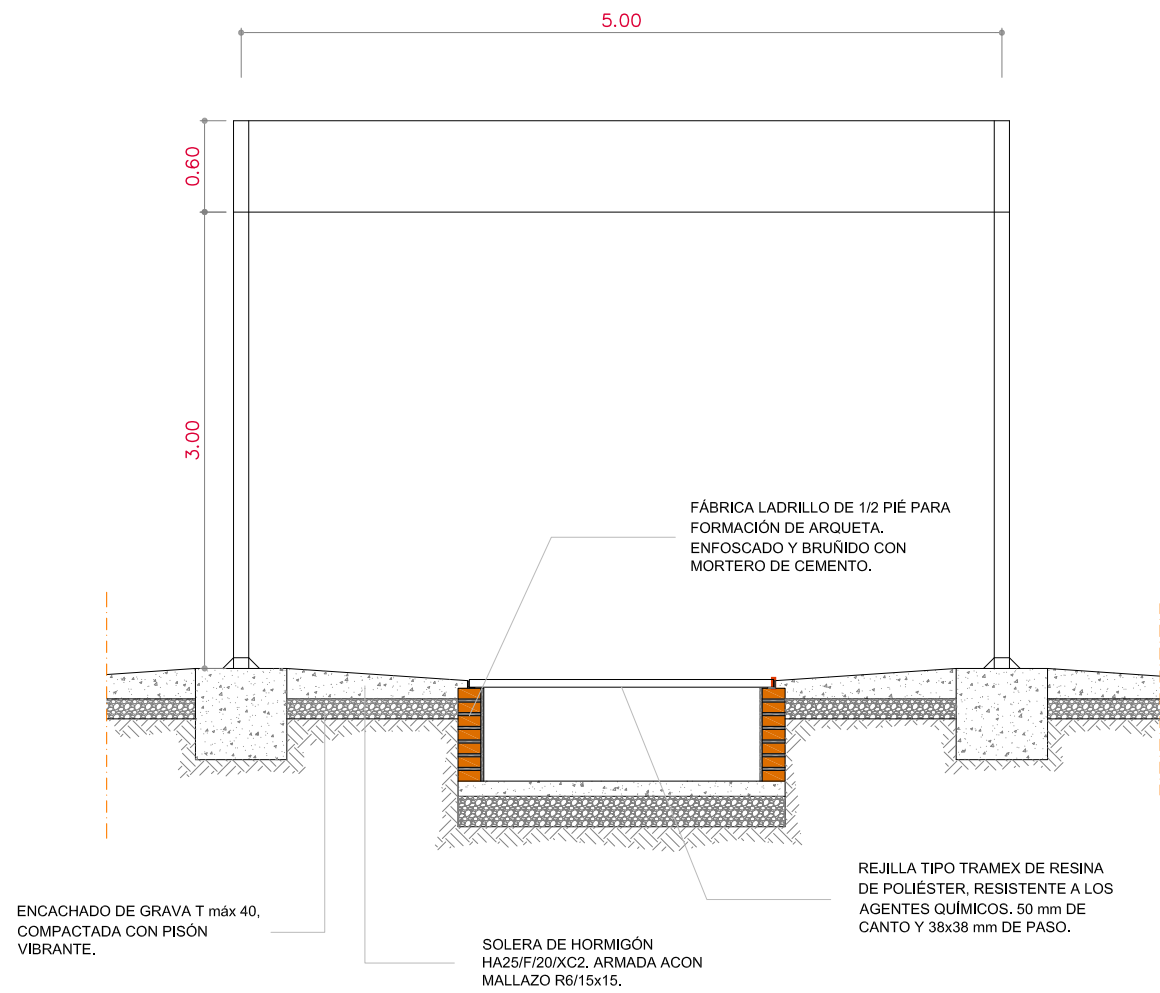 5.00
0.60
3.00
FÁBRICA LADRILLO DE 1/2 PIÉ PARA
FORMACIÓN DE ARQUETA.
ENFOSCADO Y BRUÑIDO CON
MORTERO DE CEMENTO.
REJILLA TIPO TRAMEX DE RESINA
DE POLIÉSTER, RESISTENTE A LOS
AGENTES QUÍMICOS. 50 mm DE
CANTO Y 38x38 mm DE PASO.
ENCACHADO DE GRAVA T máx 40,
COMPACTADA CON PISÓN
VIBRANTE.
SOLERA DE HORMIGÓN
HA25/F/20/XC2. ARMADA ACON
MALLAZO R6/15x15.